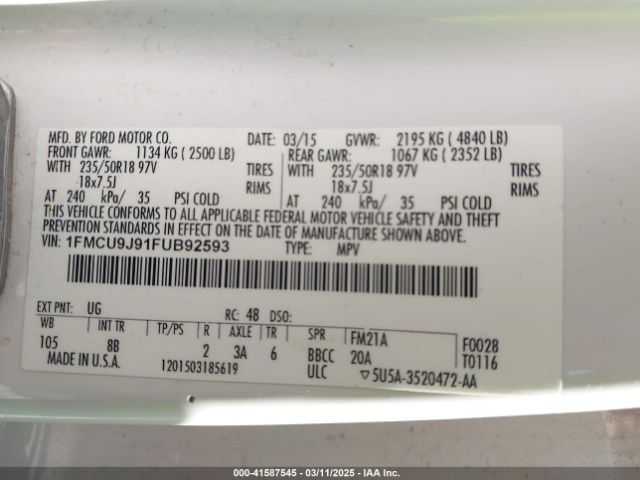 MFD. BY FORD MOTOR CO. DATE: 03/15 GVWR: 2195 KG ( 4840 LB)
FRONT GAWR: 1134 KG ( 2500 LB) REAR GAWR: 1067 KG ( 2352 LB)
WITH 235/50R18 97V TIRES WITH 235/50R18 97V TIRES
18x7.5J RIMS 18x7.5J RIMS
AT 240 kPa/ 35 PSI COLD AT 240 kPa/ 35 PSI COLD
THIS VEHICLE CONFORMS TO ALL APPLICABLE FEDERAL MOTOR VEHICLE SAFETY AND THEFT
PREVENTION STANDARDS IN EFFECT ON THE DATE OF MANUFACTURE SHOWN ABOVE.
VIN: 1FMCU9J91FUB92593 TYPE: MPV
EXT PNT: UG RC: 48 DSO:
WB INT TR TP/PS R AXLE TR SPR FM21A F0028
105 8B 2 3A 6 BBCC 20A T0116
MADE IN U.S.A. 1201503185619 ULC ▽5U5A-3520472-AA
000-41587545 | 03/11/2025 | IAA Inc.